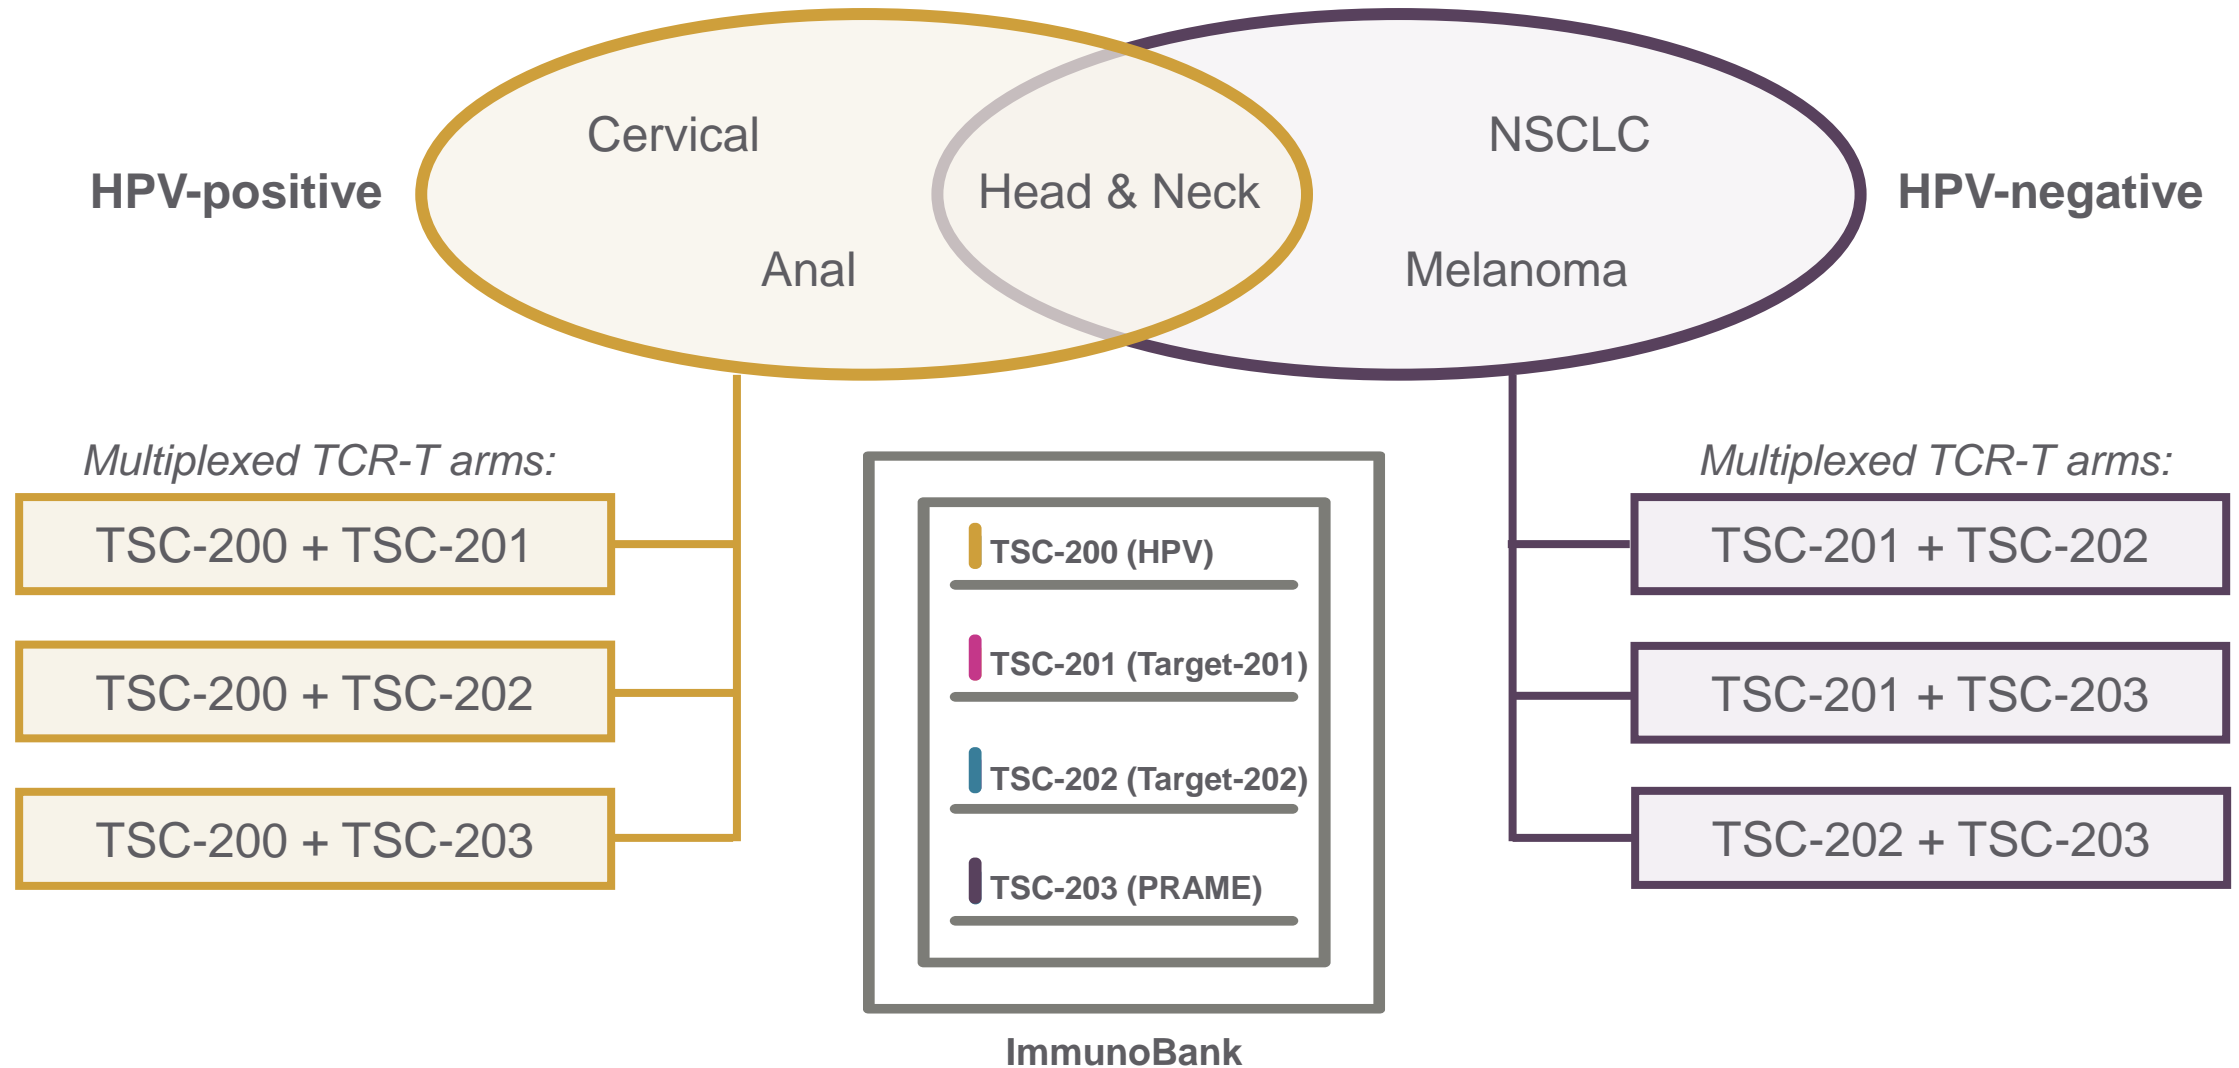 Cervical
NSCLC
HPV-positive
Head & Neck
HPV-negative
Anal
Melanoma
Multiplexed TCR-T arms:
TSC-200 + TSC-201
TSC-200 + TSC-202
TSC-200 + TSC-203
TSC-200 (HPV)
TSC-201 (Target-201)
TSC-202 (Target-202)
TSC-203 (PRAME)
ImmunoBank
Multiplexed TCR-T arms:
TSC-201 + TSC-202
TSC-201 + TSC-203
TSC-202 + TSC-203